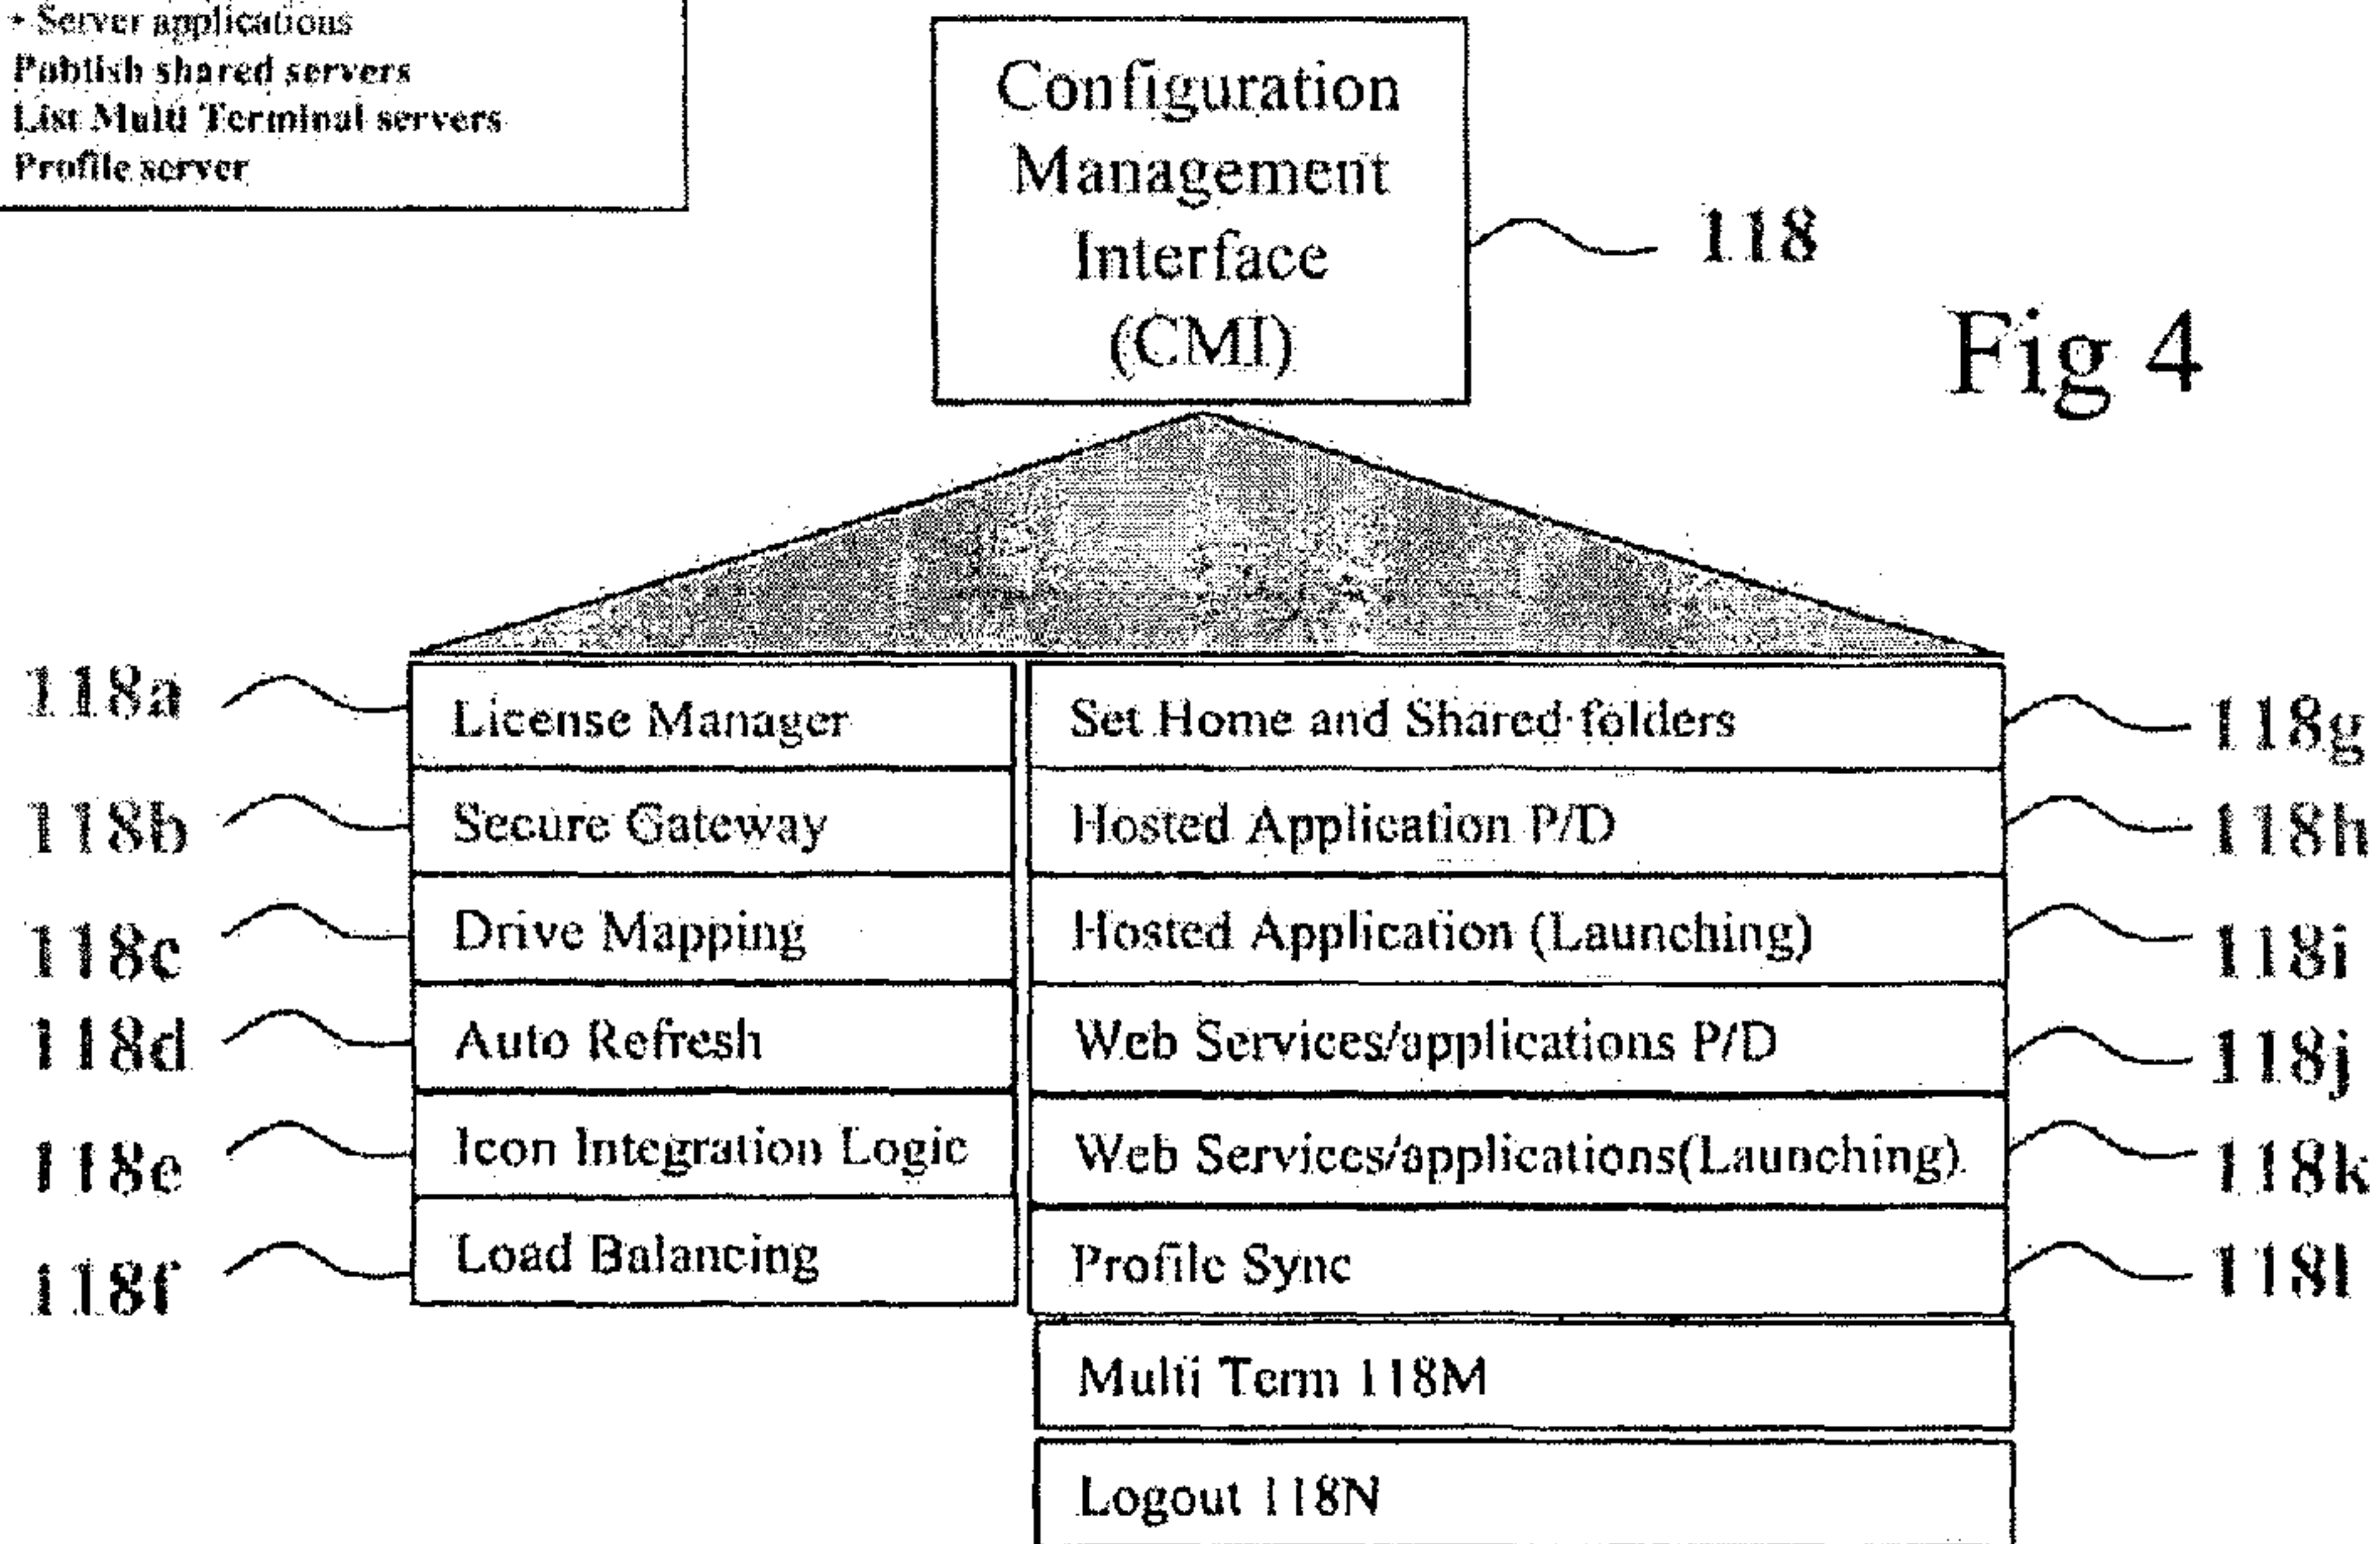 • Server applications
Publish shared servers
List Multi Terminal servers
Profile server
Configuration
Management
Interface
(CMI)
118
Fig 4
118a
License Manager
Set Home and Shared folders
118g
118b
Secure Gateway
Hosted Application P/D
118h
118c
Drive Mapping
Hosted Application (Launching)
118i
118d
Auto Refresh
Web Services/applications P/D
118j
118e
Icon Integration Logic
Web Services/applications(Launching)
118k
118f
Load Balancing
Profile Sync
118l
Multi Term 118M
Logout 118N